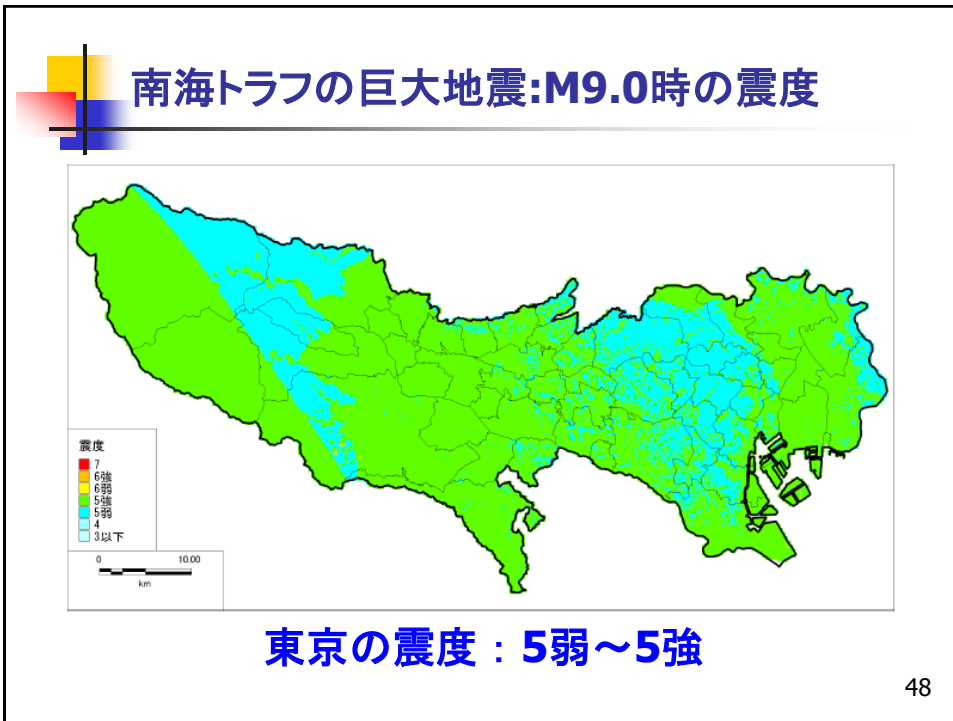 南海トラフの巨大地震:M9.0時の震度
震度
7
6強
6弱
5強
5弱
4
3以下
0 10.00
km
東京の震度：5弱～5強
48